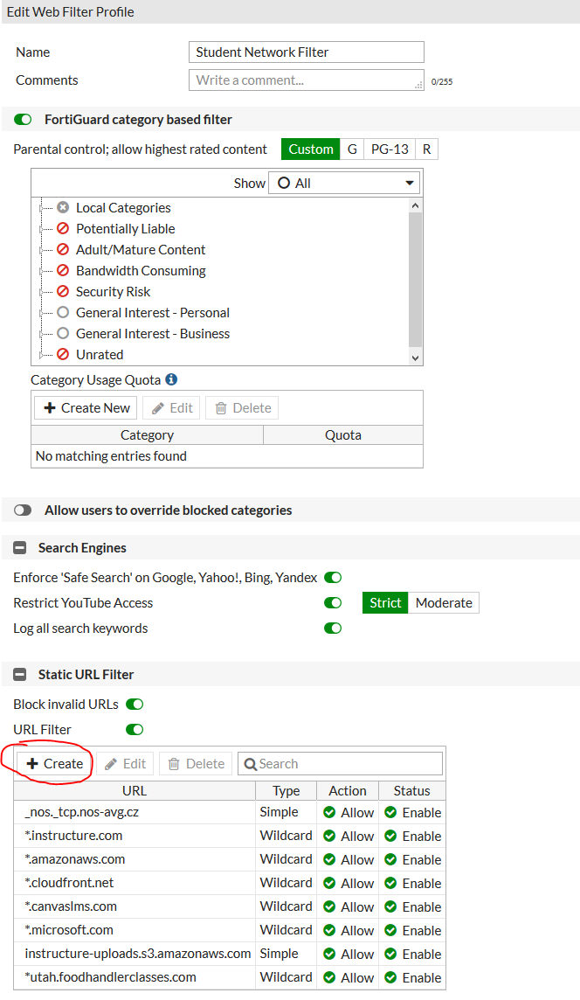 Edit Web Filter Profile
Name Student Network Filter
Comments Write a comment... 0/255
FortiGuard category based filter
Parental control; allow highest rated content Custom G PG-13 R
Show All
Local Categories
Potentially Liable
Adult/Mature Content
Bandwidth Consuming
Security Risk
General Interest - Personal
General Interest - Business
Unrated
Category Usage Quota
Create New Edit Delete
Category Quota
No matching entries found
Allow users to override blocked categories
Search Engines
Enforce 'Safe Search' on Google, Yahoo!, Bing, Yandex
Restrict YouTube Access Strict Moderate
Log all search keywords
Static URL Filter
Block invalid URLs
URL Filter
Create Edit Delete Search
URL Type Action Status
_nos._tcp.nos-avg.cz Simple Allow Enable
*.instructure.com Wildcard Allow Enable
*.amazonaws.com Wildcard Allow Enable
*.cloudfront.net Wildcard Allow Enable
*.canvaslms.com Wildcard Allow Enable
*.microsoft.com Wildcard Allow Enable
instructure-uploads.s3.amazonaws.com Simple Allow Enable
*utah.foodhandlerclasses.com Wildcard Allow Enable